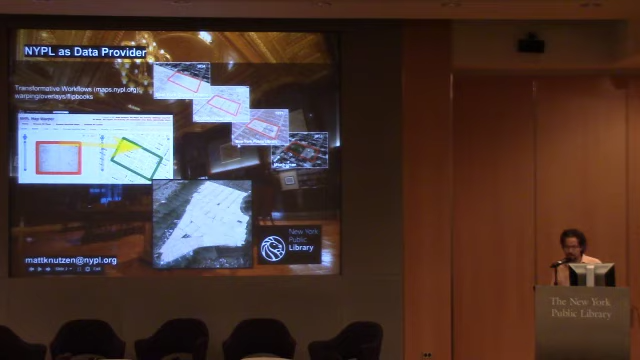 NYPL as Data Provider
Transformative Workflows (maps.nypl.org)
warping/overlays/flipbooks
NYPL Map Warper
New York
Public
Library
mattknutzen@nypl.org
The New York
Public Library